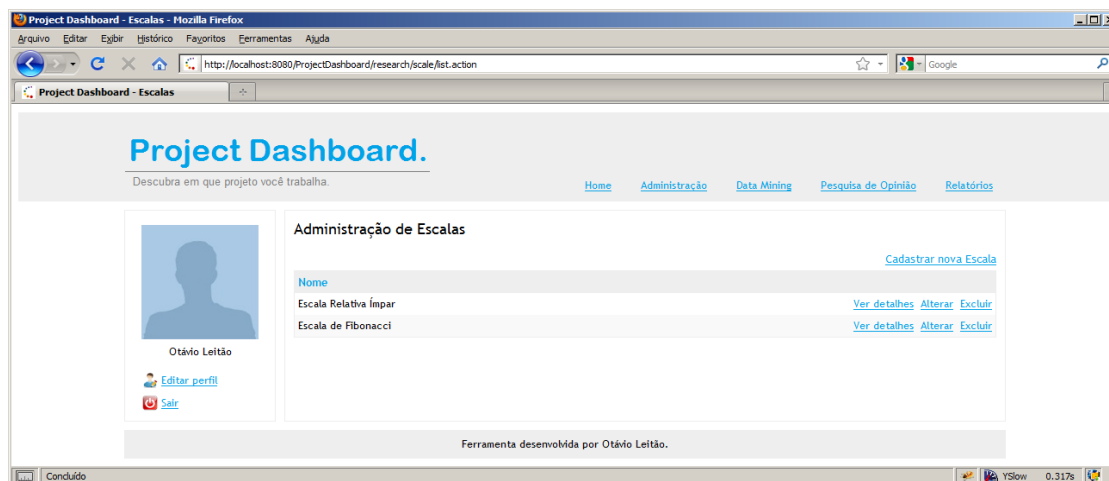 Project Dashboard - Escalas - Mozilla Firefox
Arquivo Editar Exibir Histórico Favoritos Ferramentas Ajuda
http://localhost:8080/ProjectDashboard/research/scale/list.action
Google
Project Dashboard - Escalas
Project Dashboard.
Descubra em que projeto você trabalha.
Home Administração Data Mining Pesquisa de Opinião Relatórios
Administração de Escalas
Cadastrar nova Escala
Nome
Escala Relativa Ímpar Ver detalhes Alterar Excluir
Escala de Fibonacci Ver detalhes Alterar Excluir
Otávio Leitão
Editar perfil
Sair
Ferramenta desenvolvida por Otávio Leitão.
Concluído YSlow 0.317s